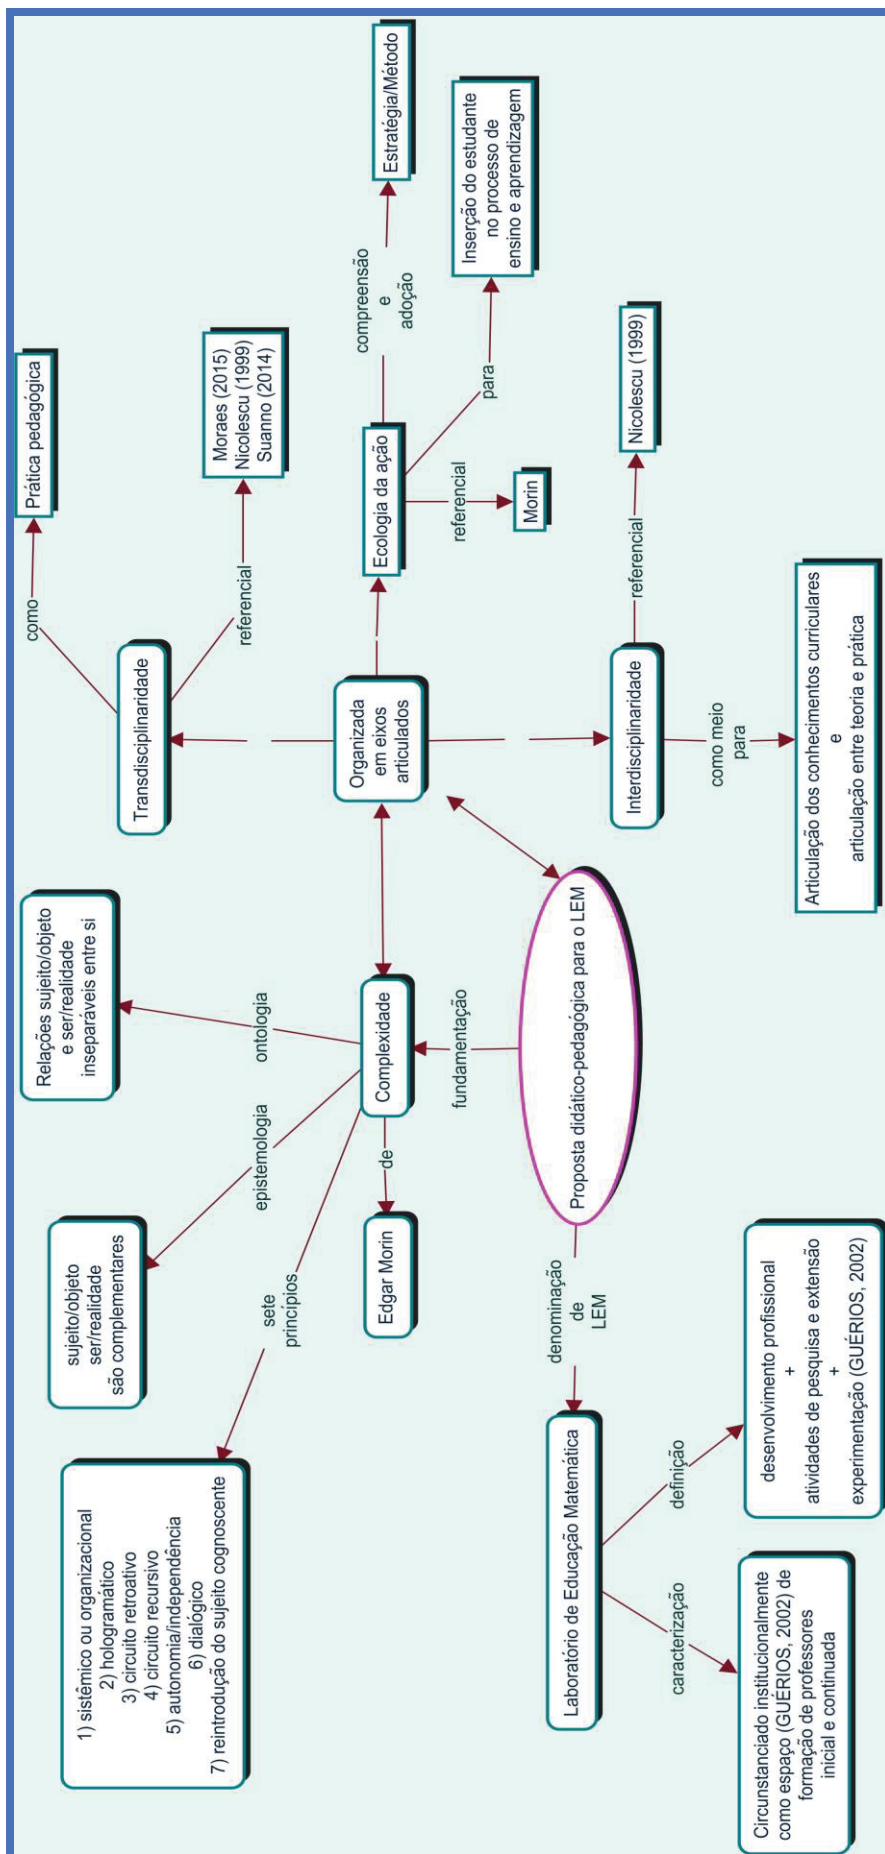 1) sistêmico ou organizacional
2) hologramático
3) circuito retroativo
4) circuito recursivo
5) autonomia/independência
6) dialógico
7) reintrodução do sujeito cognoscente
sete
princípios
sujeito/objeto
ser/realidade
são complementares
epistemologia
Relações sujeito/objeto
e ser/realidade
inseparáveis entre si
ontologia
Edgar Morin
de
Complexidade
fundamentação
Transdisciplinaridade
como
Prática pedagógica
referencial
Moraes (2015)
Nicolescu (1999)
Suanno (2014)
Organizada
em eixos
articulados
Ecologia da ação
compreensão
e
adoção
Estratégia/Método
para
Inserção do estudante
no processo de
ensino e aprendizagem
referencial
Morin
Proposta didático-pedagógica para o LEM
denominação
de
LEM
Laboratório de Educação Matemática
caracterização
Circunstanciado institucionalmente
como espaço (GUÉRIOS, 2002) de
formação de professores
inicial e continuada
definição
desenvolvimento profissional
+
atividades de pesquisa e extensão
+
experimentação (GUÉRIOS, 2002)
Interdisciplinaridade
referencial
Nicolescu (1999)
como meio
para
Articulação dos conhecimentos curriculares
e
articulação entre teoria e prática